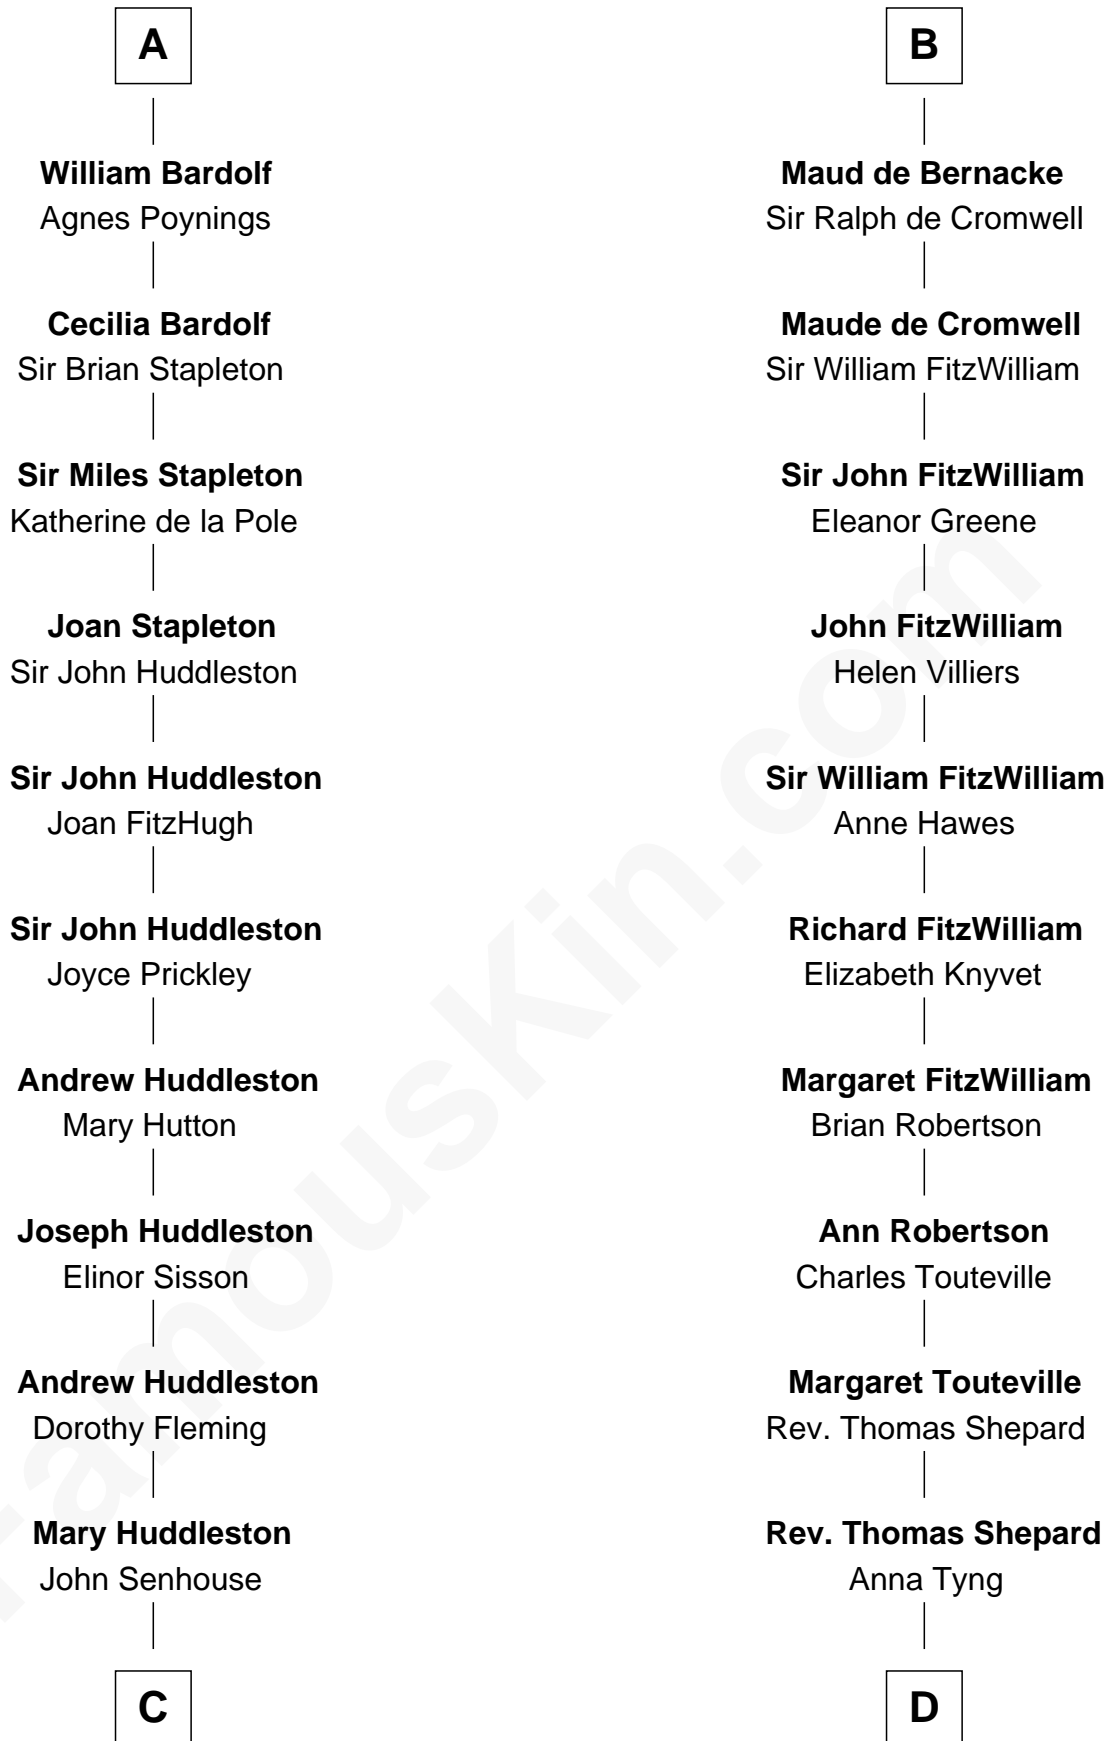 A
William Bardolf
Agnes Poynings
Cecilia Bardolf
Sir Brian Stapleton
Sir Miles Stapleton
Katherine de la Pole
Joan Stapleton
Sir John Huddleston
Sir John Huddleston
Joan FitzHugh
Sir John Huddleston
Joyce Prickley
Andrew Huddleston
Mary Hutton
Joseph Huddleston
Elinor Sisson
Andrew Huddleston
Dorothy Fleming
Mary Huddleston
John Senhouse
C
B
Maud de Bernacke
Sir Ralph de Cromwell
Maude de Cromwell
Sir William FitzWilliam
Sir John FitzWilliam
Eleanor Greene
John FitzWilliam
Helen Villiers
Sir William FitzWilliam
Anne Hawes
Richard FitzWilliam
Elizabeth Knyvet
Margaret FitzWilliam
Brian Robertson
Ann Robertson
Charles Touteville
Margaret Touteville
Rev. Thomas Shepard
Rev. Thomas Shepard
Anna Tyng
D
FamousKin.com